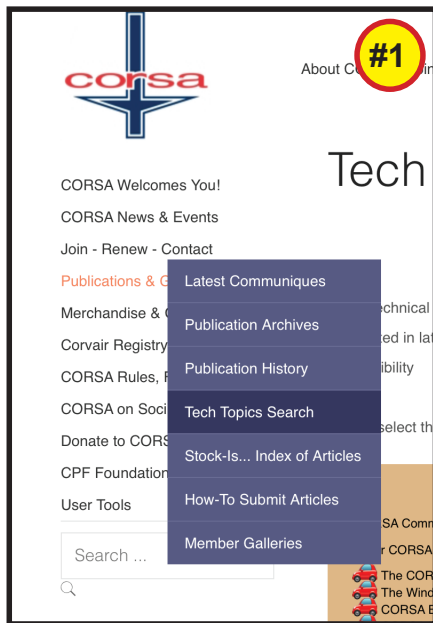 corsa
About C
#1
Tech
CORSA Welcomes You!
CORSA News & Events
Join - Renew - Contact
Publications & G
Merchandise &
Corvair Registry
CORSA Rules,
CORSA on Soci
Donate to CORS
CPF Foundation
User Tools
Search ...
Latest Communiques
Publication Archives
Publication History
Tech Topics Search
Stock-Is... Index of Articles
How-To Submit Articles
Member Galleries
echnical
ed in lat
ibility
select th
SA Comm
r CORSA
The COR
The Wind
CORSA E